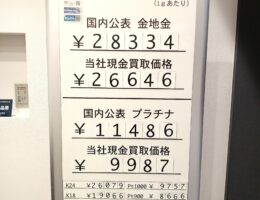 (1gあたり)
国内公表 金地金
¥28334
当社現金買取価格
¥26646
国内公表 プラチナ
¥11486
当社現金買取価格
¥9987
K24 ¥26079 Pt1000 ¥9757
K18 ¥19066 Pt900 ¥8666